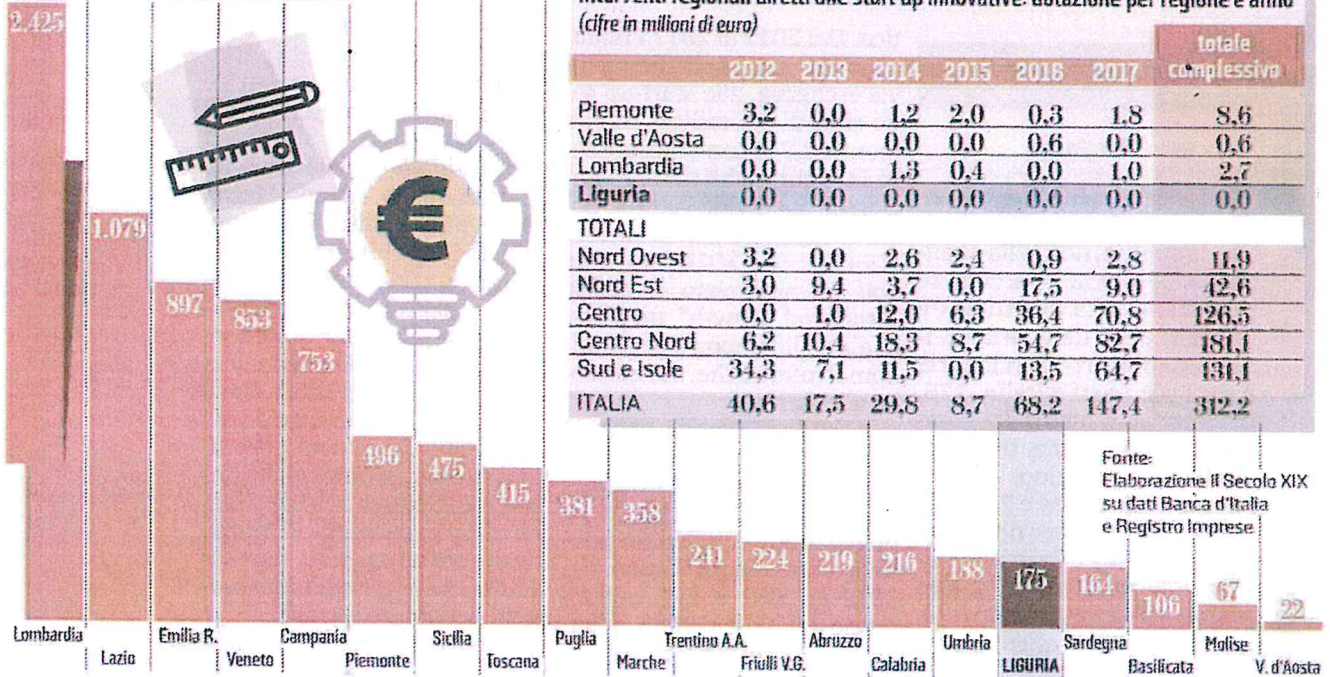 (cifre in milioni di euro)
totale
2012 2013 2014 2015 2016 2017 complessivo
Piemonte 3,2 0,0 1,2 2,0 0,3 1,8 8,6
Valle d'Aosta 0,0 0,0 0,0 0,0 0,6 0,0 0,6
Lombardia 0,0 0,0 1,3 0,4 0,0 1,0 2,7
Liguria 0,0 0,0 0,0 0,0 0,0 0,0 0,0
TOTALI
Nord Ovest 3,2 0,0 2,6 2,4 0,9 2,8 11,9
Nord Est 3,0 9,4 3,7 0,0 17,5 9,0 42,6
Centro 0,0 1,0 12,0 6,3 36,4 70,8 126,5
Centro Nord 6,2 10,4 18,3 8,7 54,7 82,7 181,1
Sud e Isole 34,3 7,1 11,5 0,0 13,5 64,7 131,1
ITALIA 40,6 17,5 29,8 8,7 68,2 147,4 312,2
Fonte:
Elaborazione Il Secolo XIX
su dati Banca d'Italia
e Registro Imprese
2.425
1.079
897
853
753
496
475
415
381
358
241
224
219
216
188
175
164
106
67
22
€
Lombardia
Lazio
Emilia R.
Veneto
Campania
Piemonte
Sicilia
Toscana
Puglia
Marche
Trentino A.A.
Friulli V.G.
Abruzzo
Calabria
Umbria
LIGURIA
Sardegna
Basilicata
Molise
V. d'Aosta